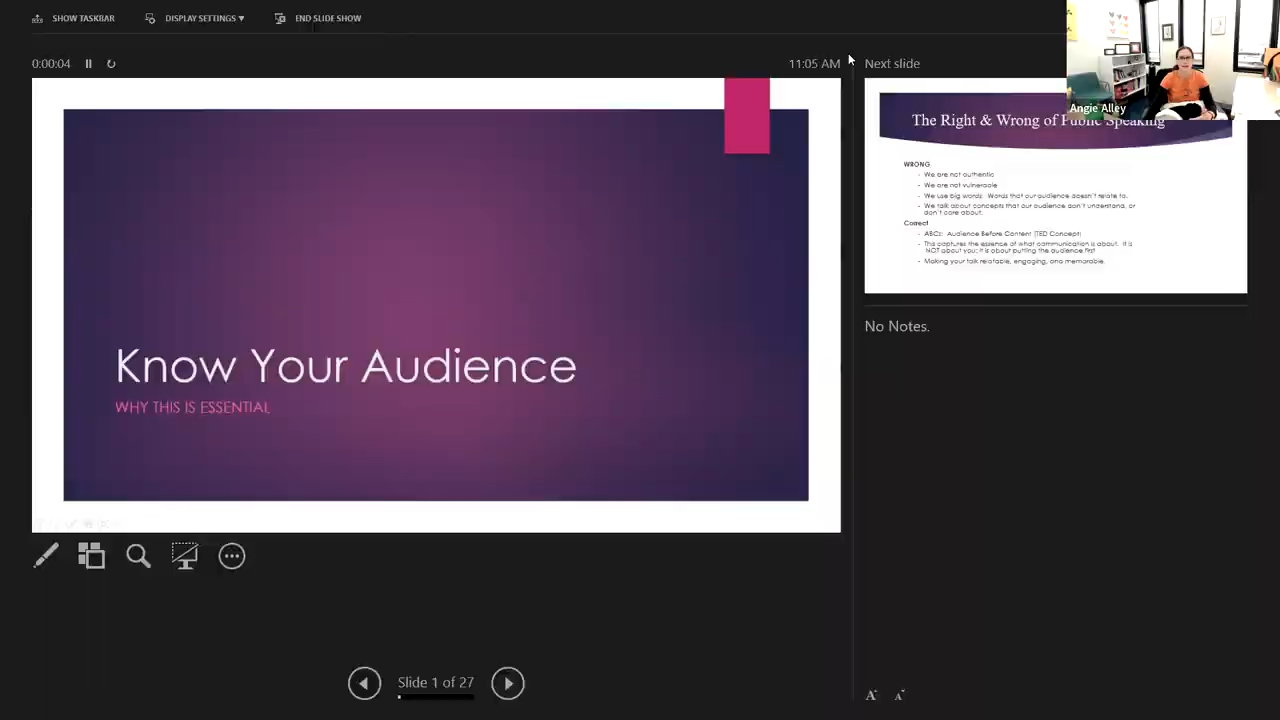 SHOW TASKBAR
DISPLAY SETTINGS ▼
END SLIDE SHOW
0:00:04
11:05 AM
Next slide
Angie Alley
Know Your Audience
WHY THIS IS ESSENTIAL
The Right & Wrong of Public Speaking
WRONG
- We are not authentic
- We are not vulnerable
- We use big words. Words that our audience doesn't relate to.
- We talk about concepts that our audience don't understand, or
don't care about.
Correct
- ABCs: Audience Before Content (TED Concept)
- This captures the essence of what communication is about. It is
NOT about you; it is about putting the audience first
- Making your talk relatable, engaging, and memorable.
No Notes.
Slide 1 of 27
A
A